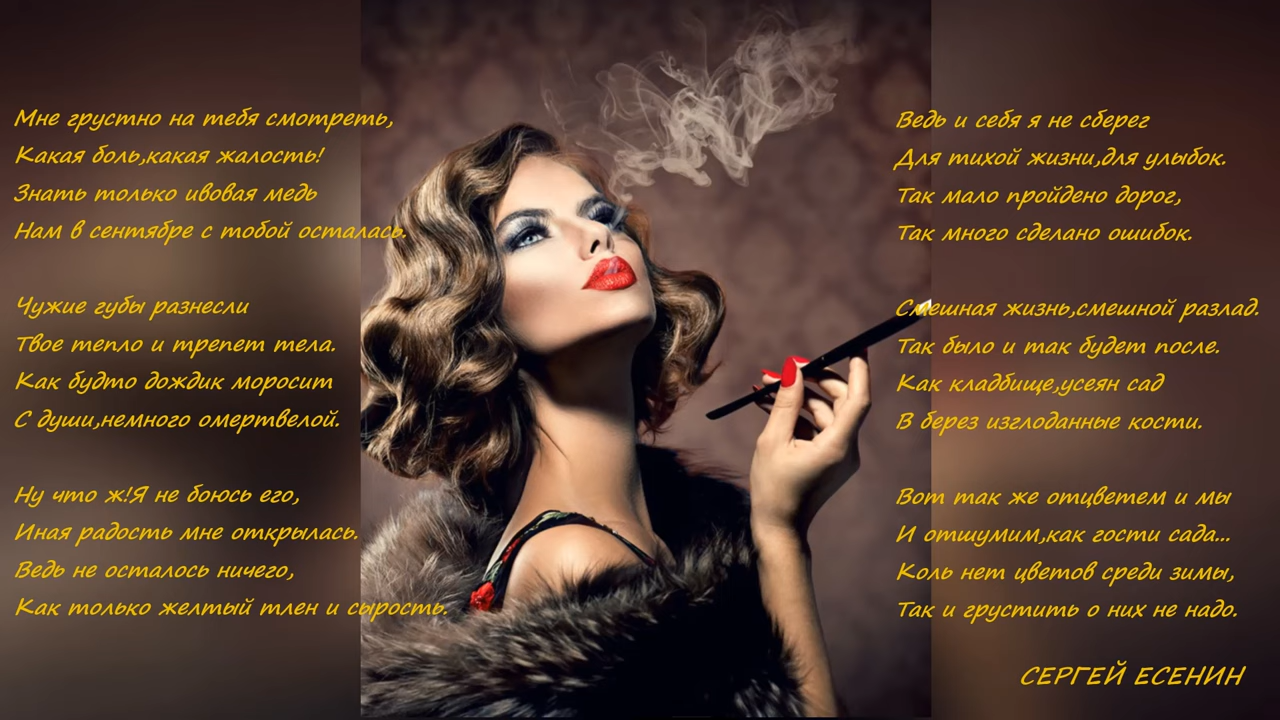 Мне грустно на тебя смотреть,
Какая боль,какая жалость!
Знать только ивовая медь
Нам в сентябре с тобой осталась.
Чужие губы разнесли
Твое тепло и трепет тела.
Как будто дождик моросит
С души,немного омертвелой.
Ну что ж!Я не боюсь его,
Иная радость мне открылась.
Ведь не осталось ничего,
Как только желтый тлен и сырость.
Ведь и себя я не сберег
Для тихой жизни,для улыбок.
Так мало пройдено дорог,
Так много сделано ошибок.
Смешная жизнь,смешной разлад.
Так было и так будет после.
Как кладбище,усеян сад
В берез изглоданные кости.
Вот так же отцветем и мы
И отшумим,как гости сада...
Коль нет цветов среди зимы,
Так и грустить о них не надо.
СЕРГЕЙ ЕСЕНИН